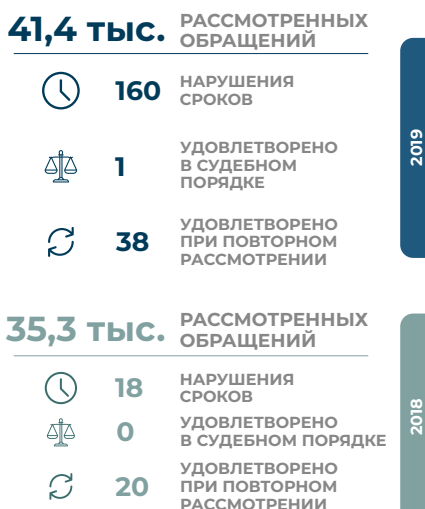 41,4 тыс. РАССМОТРЕННЫХ
ОБРАЩЕНИЙ
160 НАРУШЕНИЯ
СРОКОВ
1 УДОВЛЕТВОРЕНО
В СУДЕБНОМ
ПОРЯДКЕ
38 УДОВЛЕТВОРЕНО
ПРИ ПОВТОРНОМ
РАССМОТРЕНИИ
2019
35,3 тыс. РАССМОТРЕННЫХ
ОБРАЩЕНИЙ
18 НАРУШЕНИЯ
СРОКОВ
0 УДОВЛЕТВОРЕНО
В СУДЕБНОМ ПОРЯДКЕ
20 УДОВЛЕТВОРЕНО
ПРИ ПОВТОРНОМ
РАССМОТРЕНИИ
2018